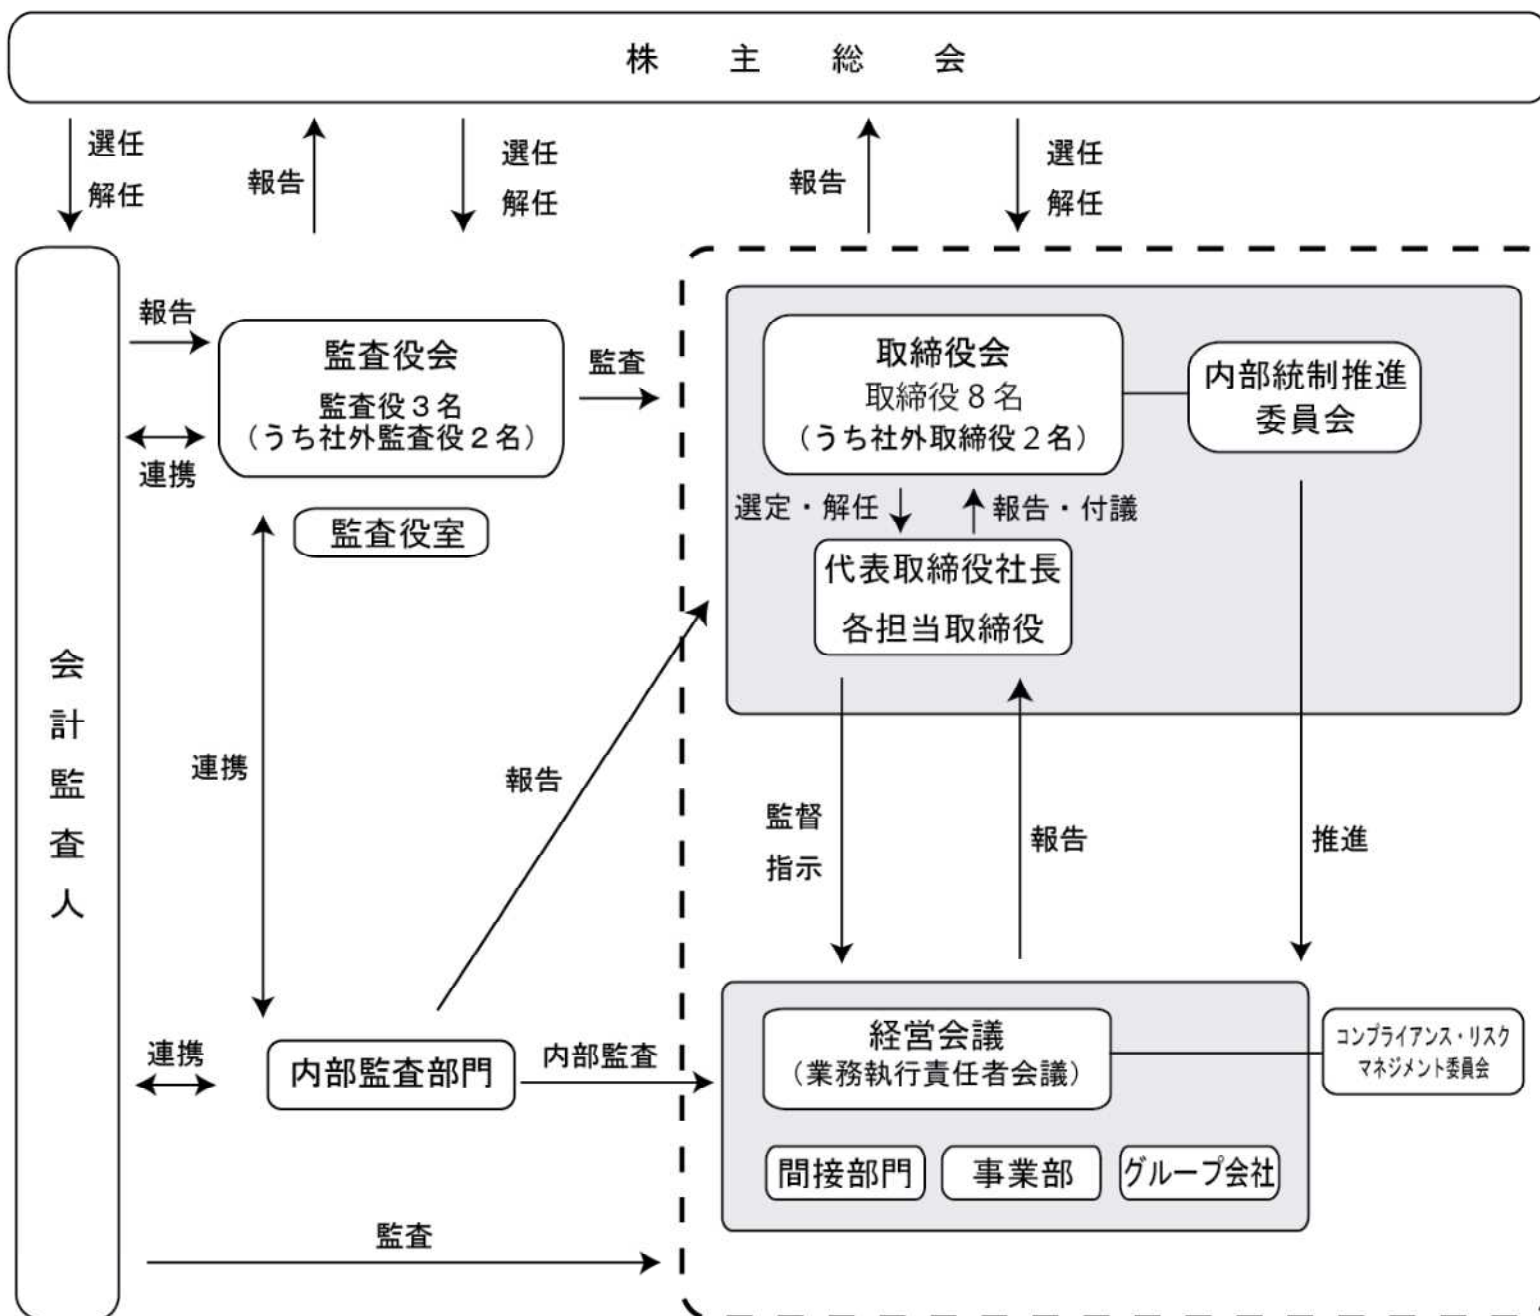 株主総会
選任
解任
報告
選任
解任
報告
選任
解任
会計監査人
報告
連携
監査役会
監査役3名
（うち社外監査役2名）
監査役室
監査
取締役会
取締役8名
（うち社外取締役2名）
内部統制推進
委員会
選定・解任
報告・付議
代表取締役社長
各担当取締役
連携
報告
監督
指示
報告
推進
連携
内部監査部門
内部監査
経営会議
（業務執行責任者会議）
コンプライアンス・リスク
マネジメント委員会
間接部門
事業部
グループ会社
監査